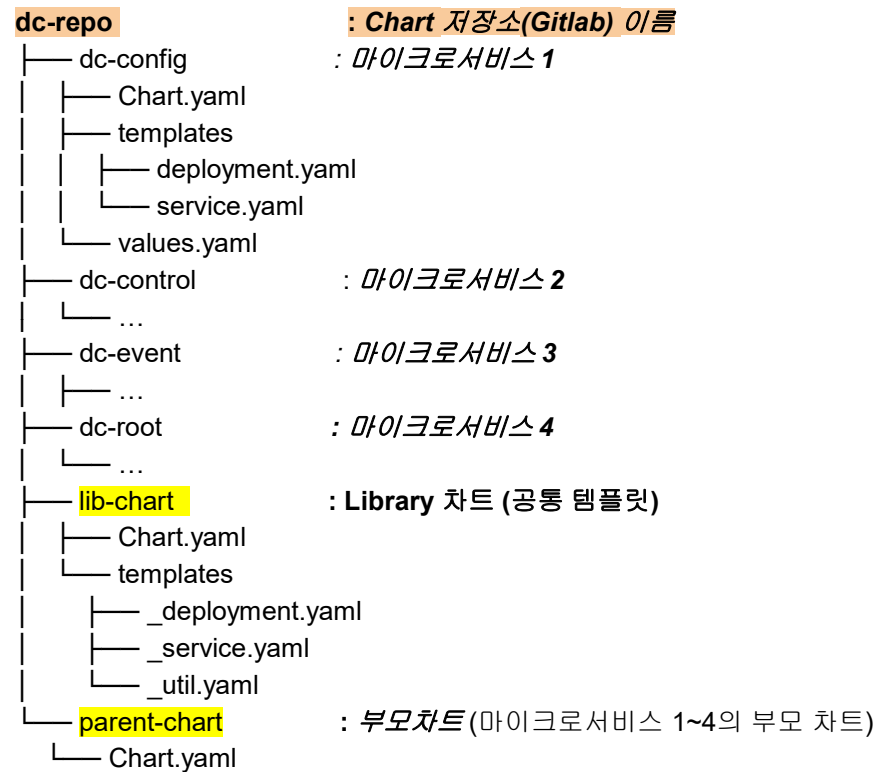 dc-repo : Chart 저장소(Gitlab) 이름
├── dc-config : 마이크로서비스 1
│ ├── Chart.yaml
│ ├── templates
│ │ ├── deployment.yaml
│ │ └── service.yaml
│ └── values.yaml
├── dc-control : 마이크로서비스 2
│ └── …
├── dc-event : 마이크로서비스 3
│ ├── …
├── dc-root : 마이크로서비스 4
│ └── …
├── lib-chart : Library 차트 (공통 템플릿)
│ ├── Chart.yaml
│ └── templates
│ ├── _deployment.yaml
│ ├── _service.yaml
│ └── _util.yaml
└── parent-chart : 부모차트(마이크로서비스 1~4의 부모 차트)
└── Chart.yaml